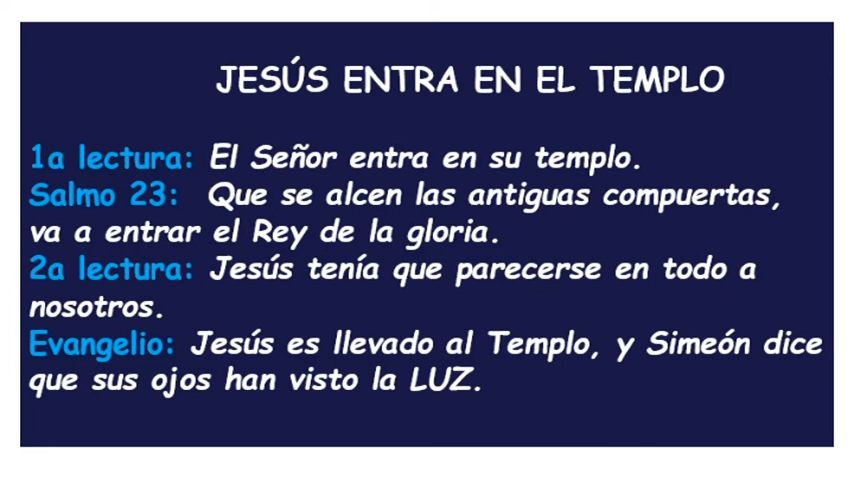 JESÚS ENTRA EN EL TEMPLO
1a lectura: El Señor entra en su templo.
Salmo 23: Que se alcen las antiguas compuertas,
va a entrar el Rey de la gloria.
2a lectura: Jesús tenía que parecerse en todo a
nosotros.
Evangelio: Jesús es llevado al Templo, y Simeón dice
que sus ojos han visto la LUZ.